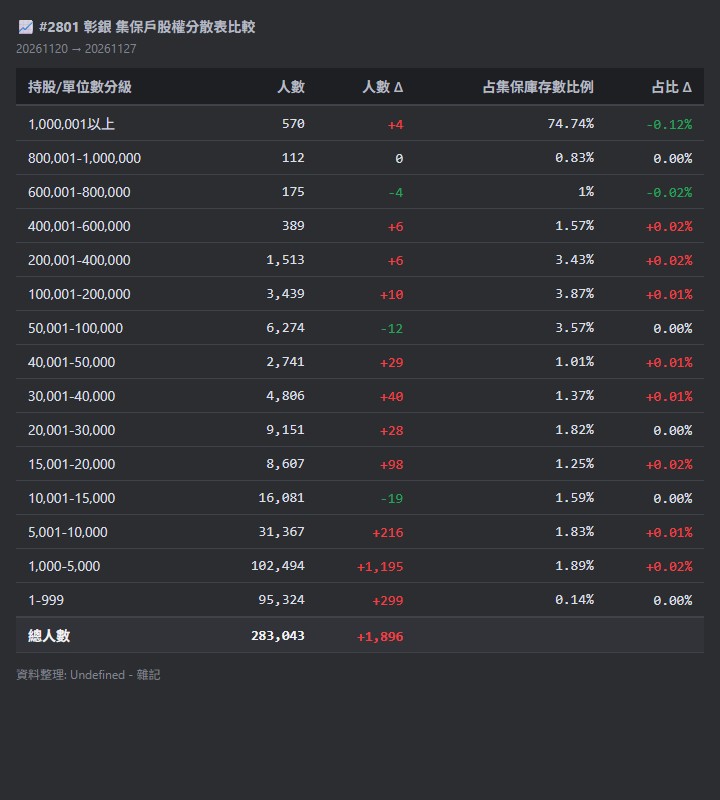 📈 #2801 彰銀 集保戶股權分散表比較
20261120 → 20261127
持股/單位數分級 人數 人數 Δ 占集保庫存數比例 占比 Δ
1,000,001以上 570 +4 74.74% -0.12%
800,001-1,000,000 112 0 0.83% 0.00%
600,001-800,000 175 -4 1% -0.02%
400,001-600,000 389 +6 1.57% +0.02%
200,001-400,000 1,513 +6 3.43% +0.02%
100,001-200,000 3,439 +10 3.87% +0.01%
50,001-100,000 6,274 -12 3.57% 0.00%
40,001-50,000 2,741 +29 1.01% +0.01%
30,001-40,000 4,806 +40 1.37% +0.01%
20,001-30,000 9,151 +28 1.82% 0.00%
15,001-20,000 8,607 +98 1.25% +0.02%
10,001-15,000 16,081 -19 1.59% 0.00%
5,001-10,000 31,367 +216 1.83% +0.01%
1,000-5,000 102,494 +1,195 1.89% +0.02%
1-999 95,324 +299 0.14% 0.00%
總人數 283,043 +1,896
資料整理: Undefined - 雜記